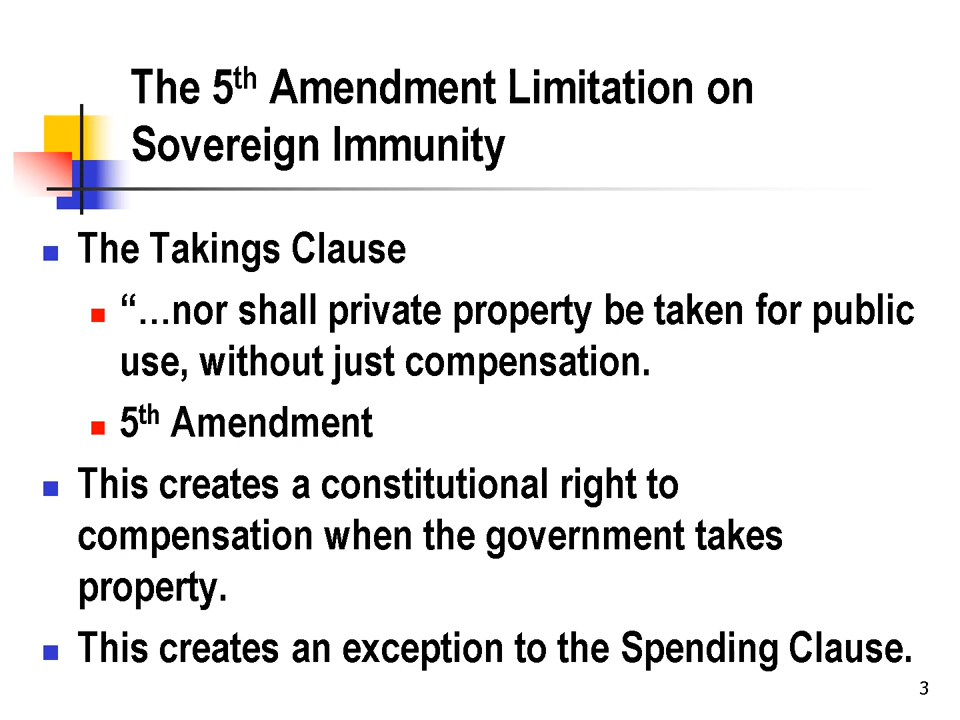 The 5th Amendment Limitation on
Sovereign Immunity
The Takings Clause
“…nor shall private property be taken for public
use, without just compensation.
5th Amendment
This creates a constitutional right to
compensation when the government takes
property.
This creates an exception to the Spending Clause.
3